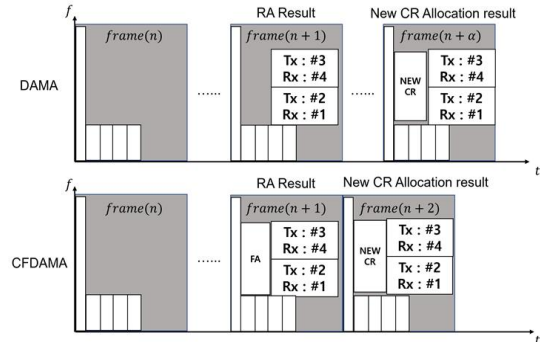 RA Result
New CR Allocation result
f
frame(n)
frame(n + 1)
frame(n + α)
DAMA
......
......
Tx : #3
Rx : #4
Tx : #2
Rx : #1
NEW
CR
Tx : #3
Rx : #4
Tx : #2
Rx : #1
t
RA Result
New CR Allocation result
f
frame(n)
frame(n + 1)
frame(n + 2)
CFDAMA
......
FA
Tx : #3
Rx : #4
Tx : #2
Rx : #1
NEW
CR
Tx : #3
Rx : #4
Tx : #2
Rx : #1
t